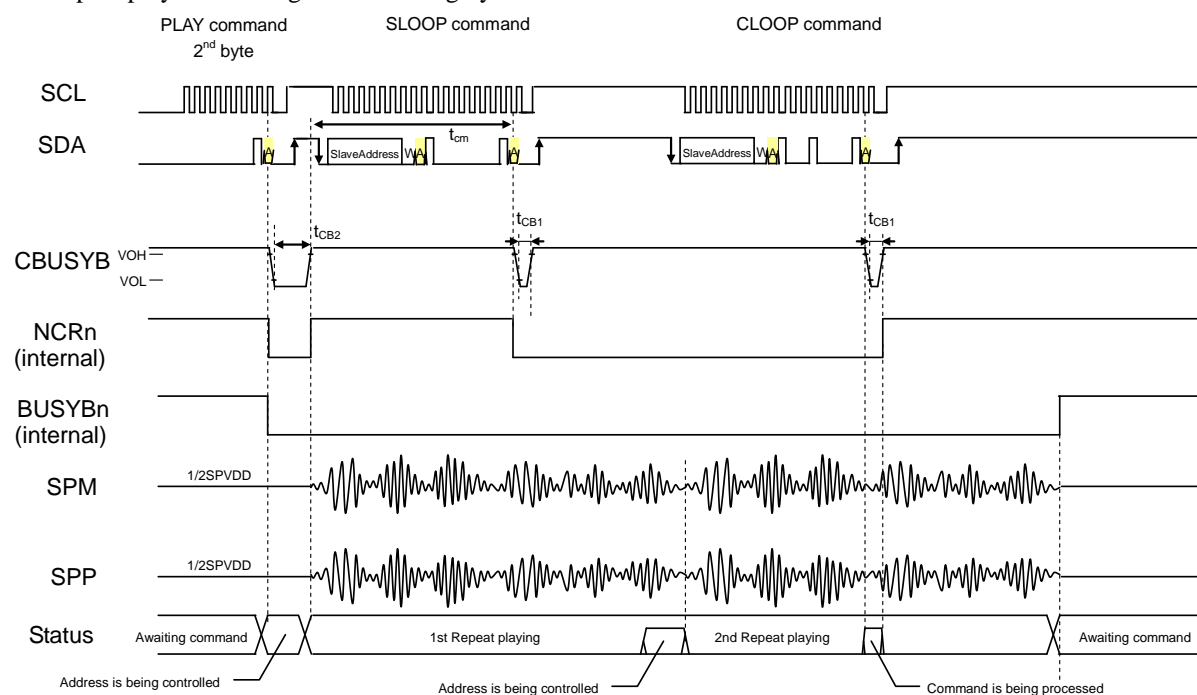 PLAY command
2nd byte
SLOOP command
CLOOP command
SCL
SDA
tcm
A
SlaveAddress
W
A
A
SlaveAddress
W
A
A
tCB2
tCB1
tCB1
CBUSYB
VOH
VOL
NCRn
(internal)
BUSYBn
(internal)
SPM
1/2SPVDD
SPP
1/2SPVDD
Status
Awaiting command
1st Repeat playing
2nd Repeat playing
Awaiting command
Address is being controlled
Address is being controlled
Command is being processed